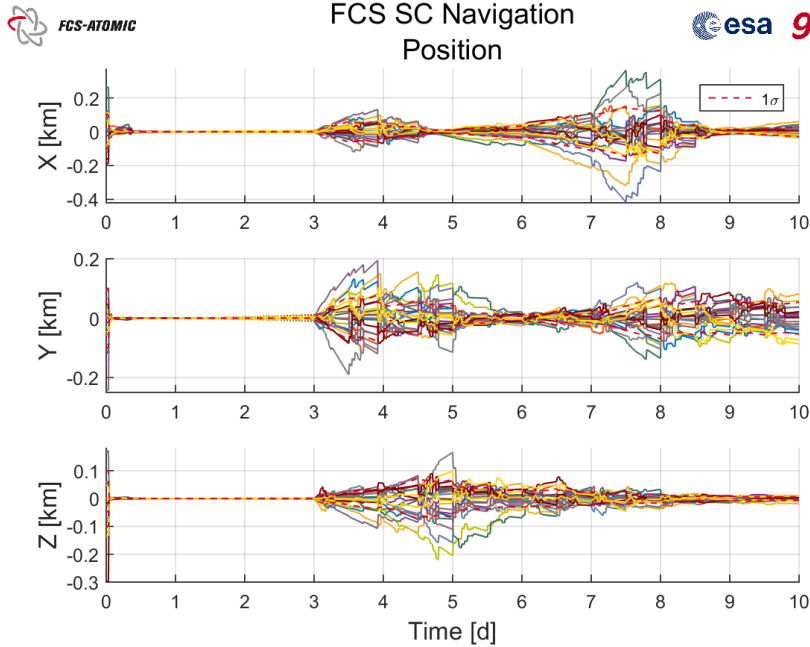 FCS-ATOMIC
FCS SC Navigation
Position
esa
X [km]
0.2
0
-0.2
-0.4
1σ
0 1 2 3 4 5 6 7 8 9 10
Y [km]
0.2
0
-0.2
0 1 2 3 4 5 6 7 8 9 10
Z [km]
0.1
0
-0.1
-0.2
-0.3
0 1 2 3 4 5 6 7 8 9 10
Time [d]